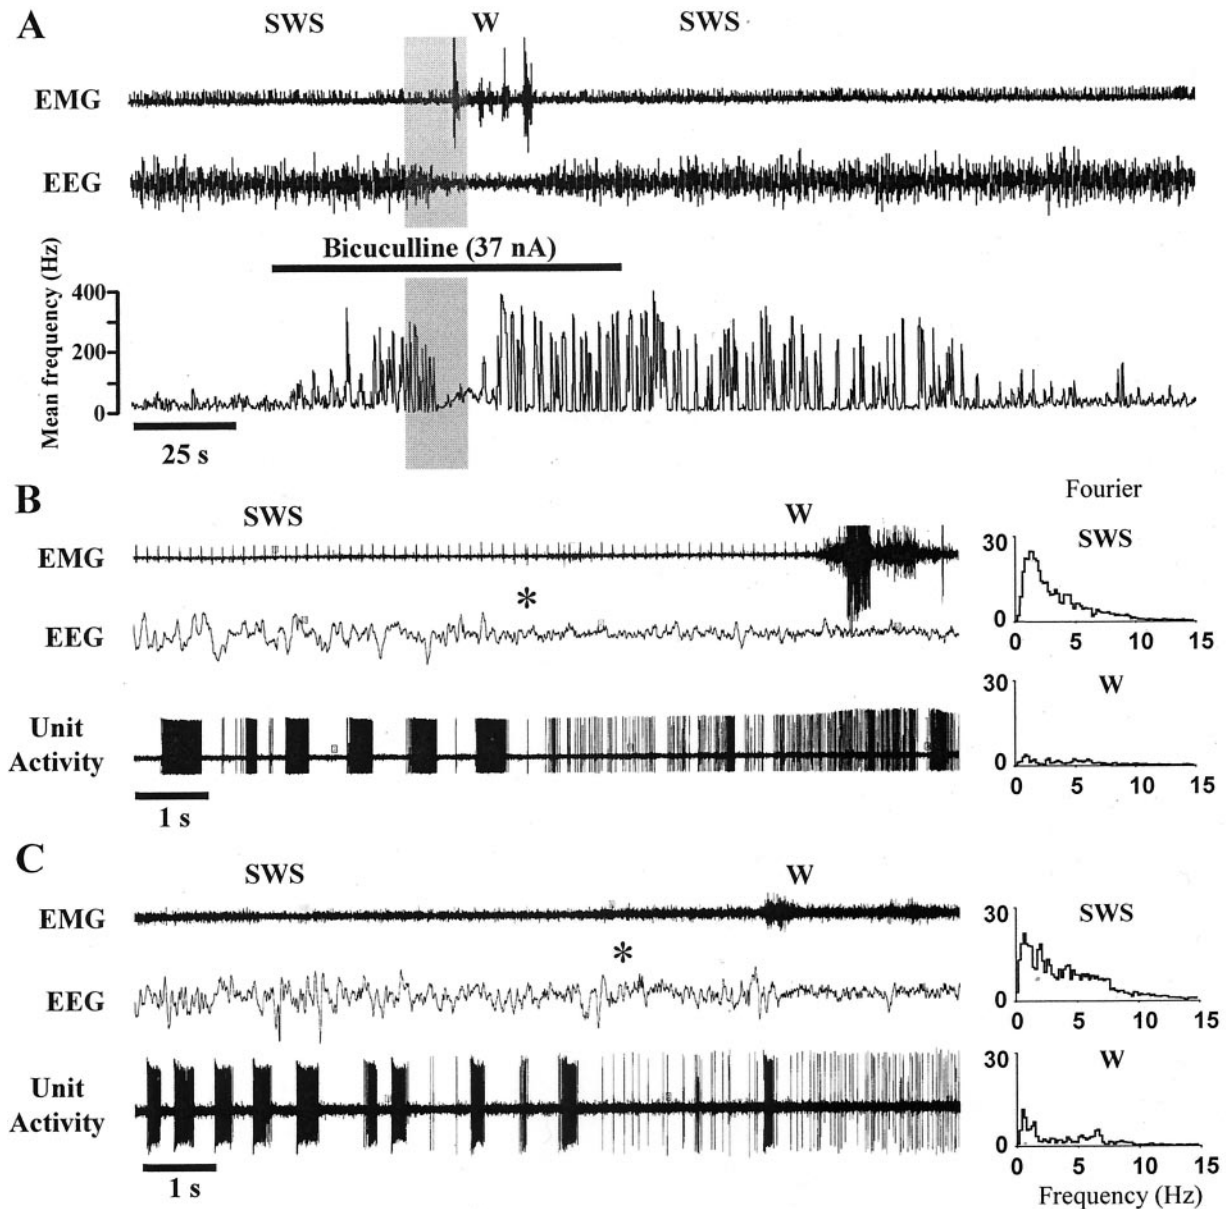 A
SWS W SWS
EMG
EEG
Bicuculline (37 nA)
Mean frequency (Hz)
400
200
0
25 s
B
SWS W
Fourier
EMG
30
SWS
*
EEG
0
0 5 10 15
30
W
Unit
Activity
0
0 5 10 15
1 s
C
SWS W
EMG
30
SWS
*
EEG
0
0 5 10 15
30
W
Unit
Activity
0
0 5 10 15
1 s
Frequency (Hz)